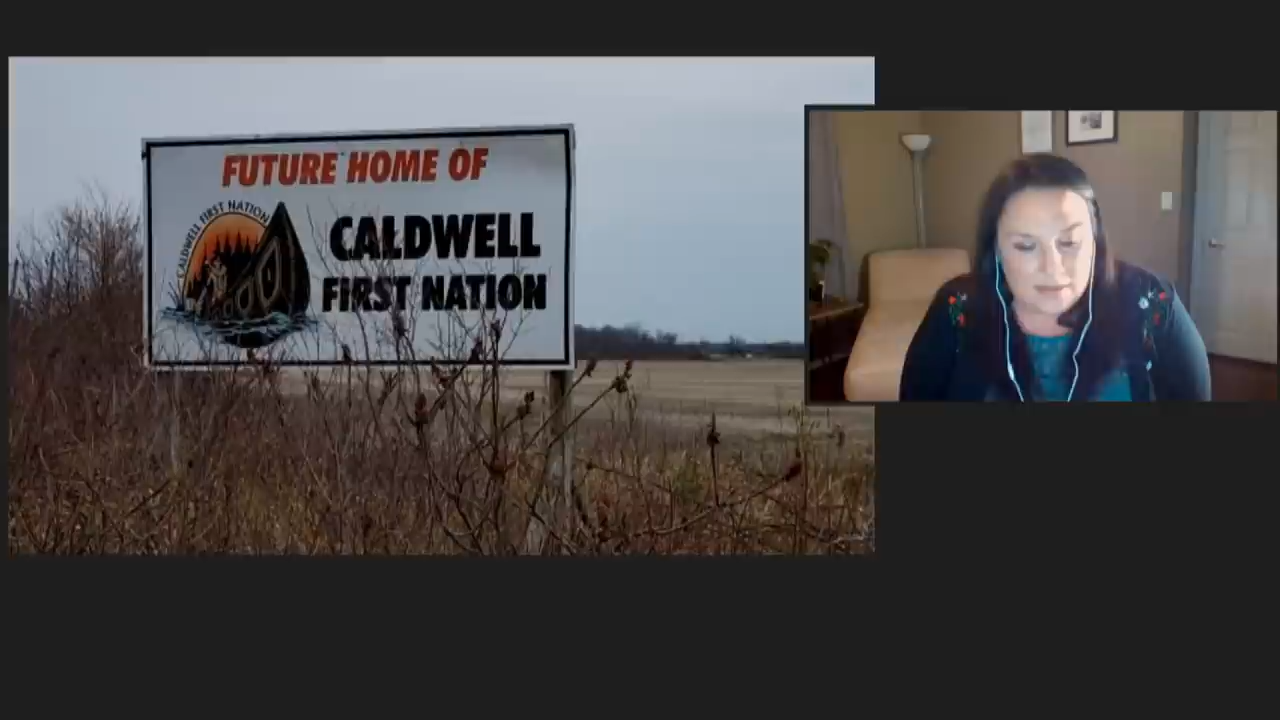 FUTURE HOME OF
CALDWELL FIRST NATION
CALDWELL
FIRST NATION